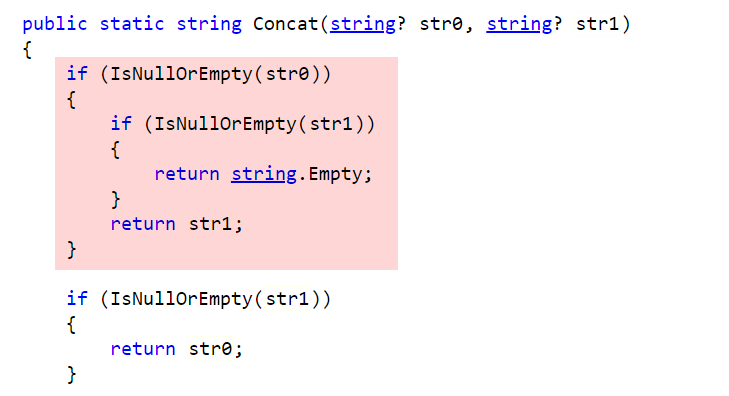 public static string Concat(string? str0, string? str1)
{
if (IsNullOrEmpty(str0))
{
if (IsNullOrEmpty(str1))
{
return string.Empty;
}
return str1;
}
if (IsNullOrEmpty(str1))
{
return str0;
}